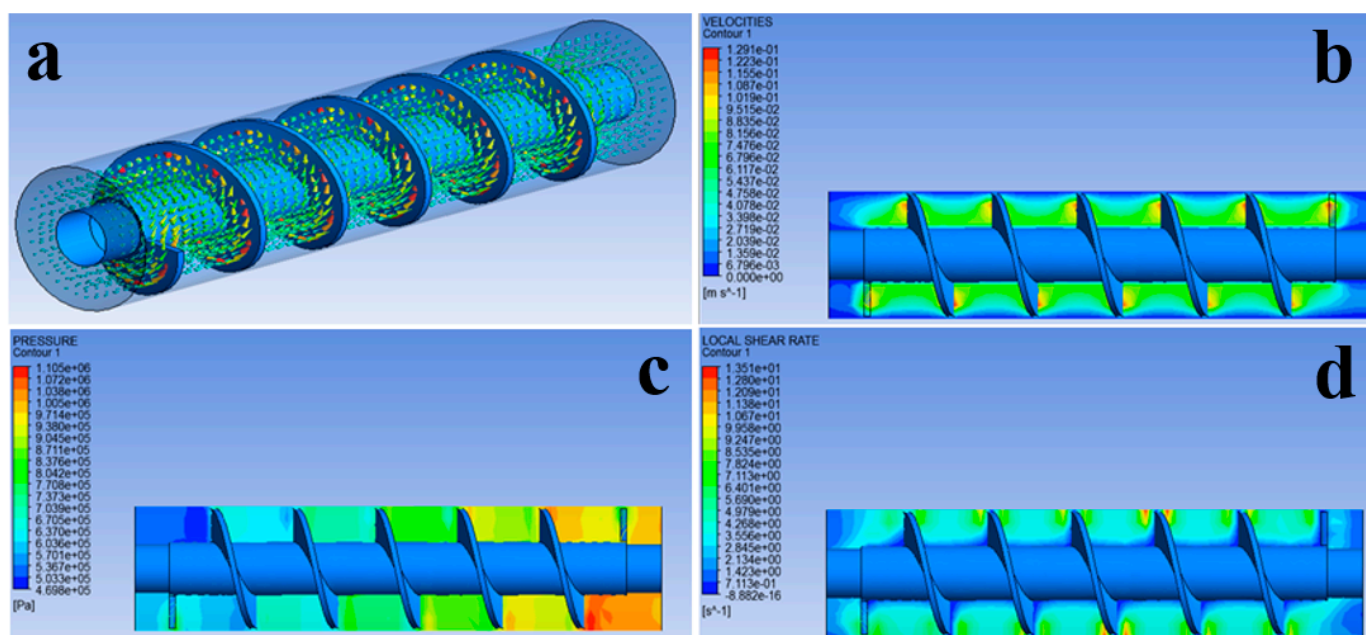 a
VELOCITIES
Contour 1
1.291e-01
1.223e-01
1.155e-01
1.087e-01
1.019e-01
9.515e-02
8.835e-02
8.156e-02
7.476e-02
6.796e-02
6.117e-02
5.437e-02
4.758e-02
4.078e-02
3.398e-02
2.719e-02
2.039e-02
1.359e-02
6.796e-03
0.000e+00
[m s^-1]
b
PRESSURE
Contour 1
1.105e+06
1.072e+06
1.038e+06
1.005e+06
9.714e+05
9.380e+05
9.045e+05
8.711e+05
8.376e+05
8.042e+05
7.708e+05
7.373e+05
7.039e+05
6.705e+05
6.370e+05
6.036e+05
5.701e+05
5.367e+05
5.033e+05
4.698e+05
[Pa]
c
LOCAL SHEAR RATE
Contour 1
1.351e+01
1.280e+01
1.209e+01
1.138e+01
1.067e+01
9.958e+00
9.247e+00
8.535e+00
7.824e+00
7.113e+00
6.401e+00
5.690e+00
4.979e+00
4.268e+00
3.556e+00
2.845e+00
2.134e+00
1.423e+00
7.113e-01
-8.882e-16
[s^-1]
d